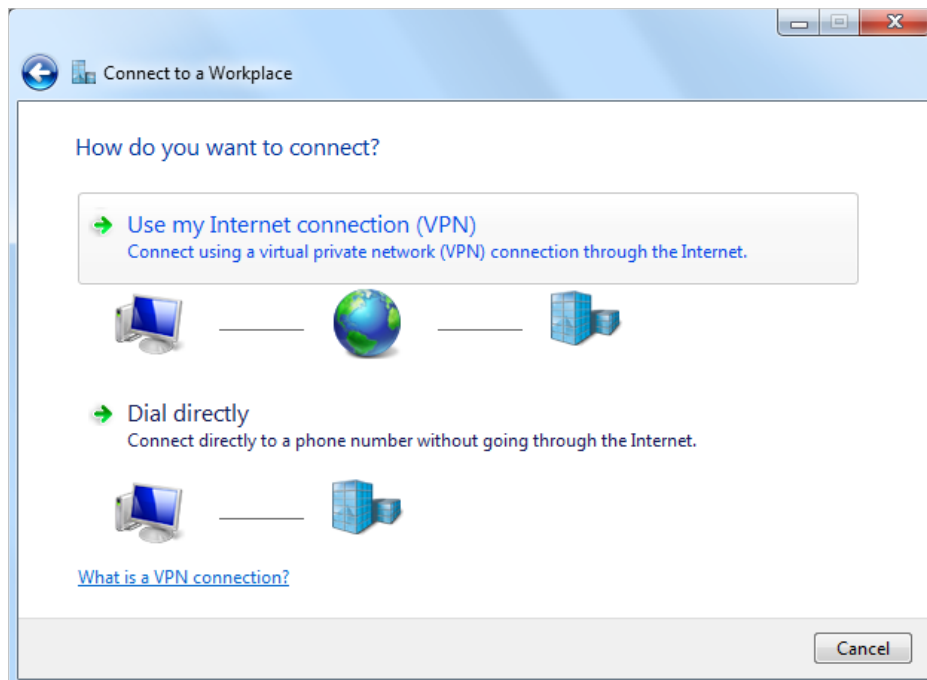 Connect to a Workplace
How do you want to connect?
Use my Internet connection (VPN)
Connect using a virtual private network (VPN) connection through the Internet.
Dial directly
Connect directly to a phone number without going through the Internet.
What is a VPN connection?
Cancel